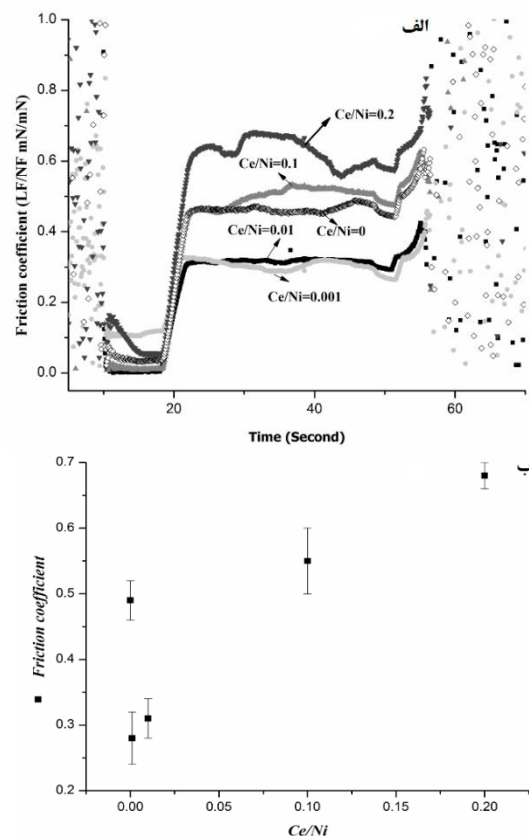 الف
Friction coefficient (LF/NF mN/mN)
1.0
0.8
0.6
0.4
0.2
0.0
Ce/Ni=0.2
Ce/Ni=0.1
Ce/Ni=0
Ce/Ni=0.01
Ce/Ni=0.001
20
40
60
Time (Second)
ب
Friction coefficient
0.7
0.6
0.5
0.4
0.3
0.2
0.00
0.05
0.10
0.15
0.20
Ce/Ni